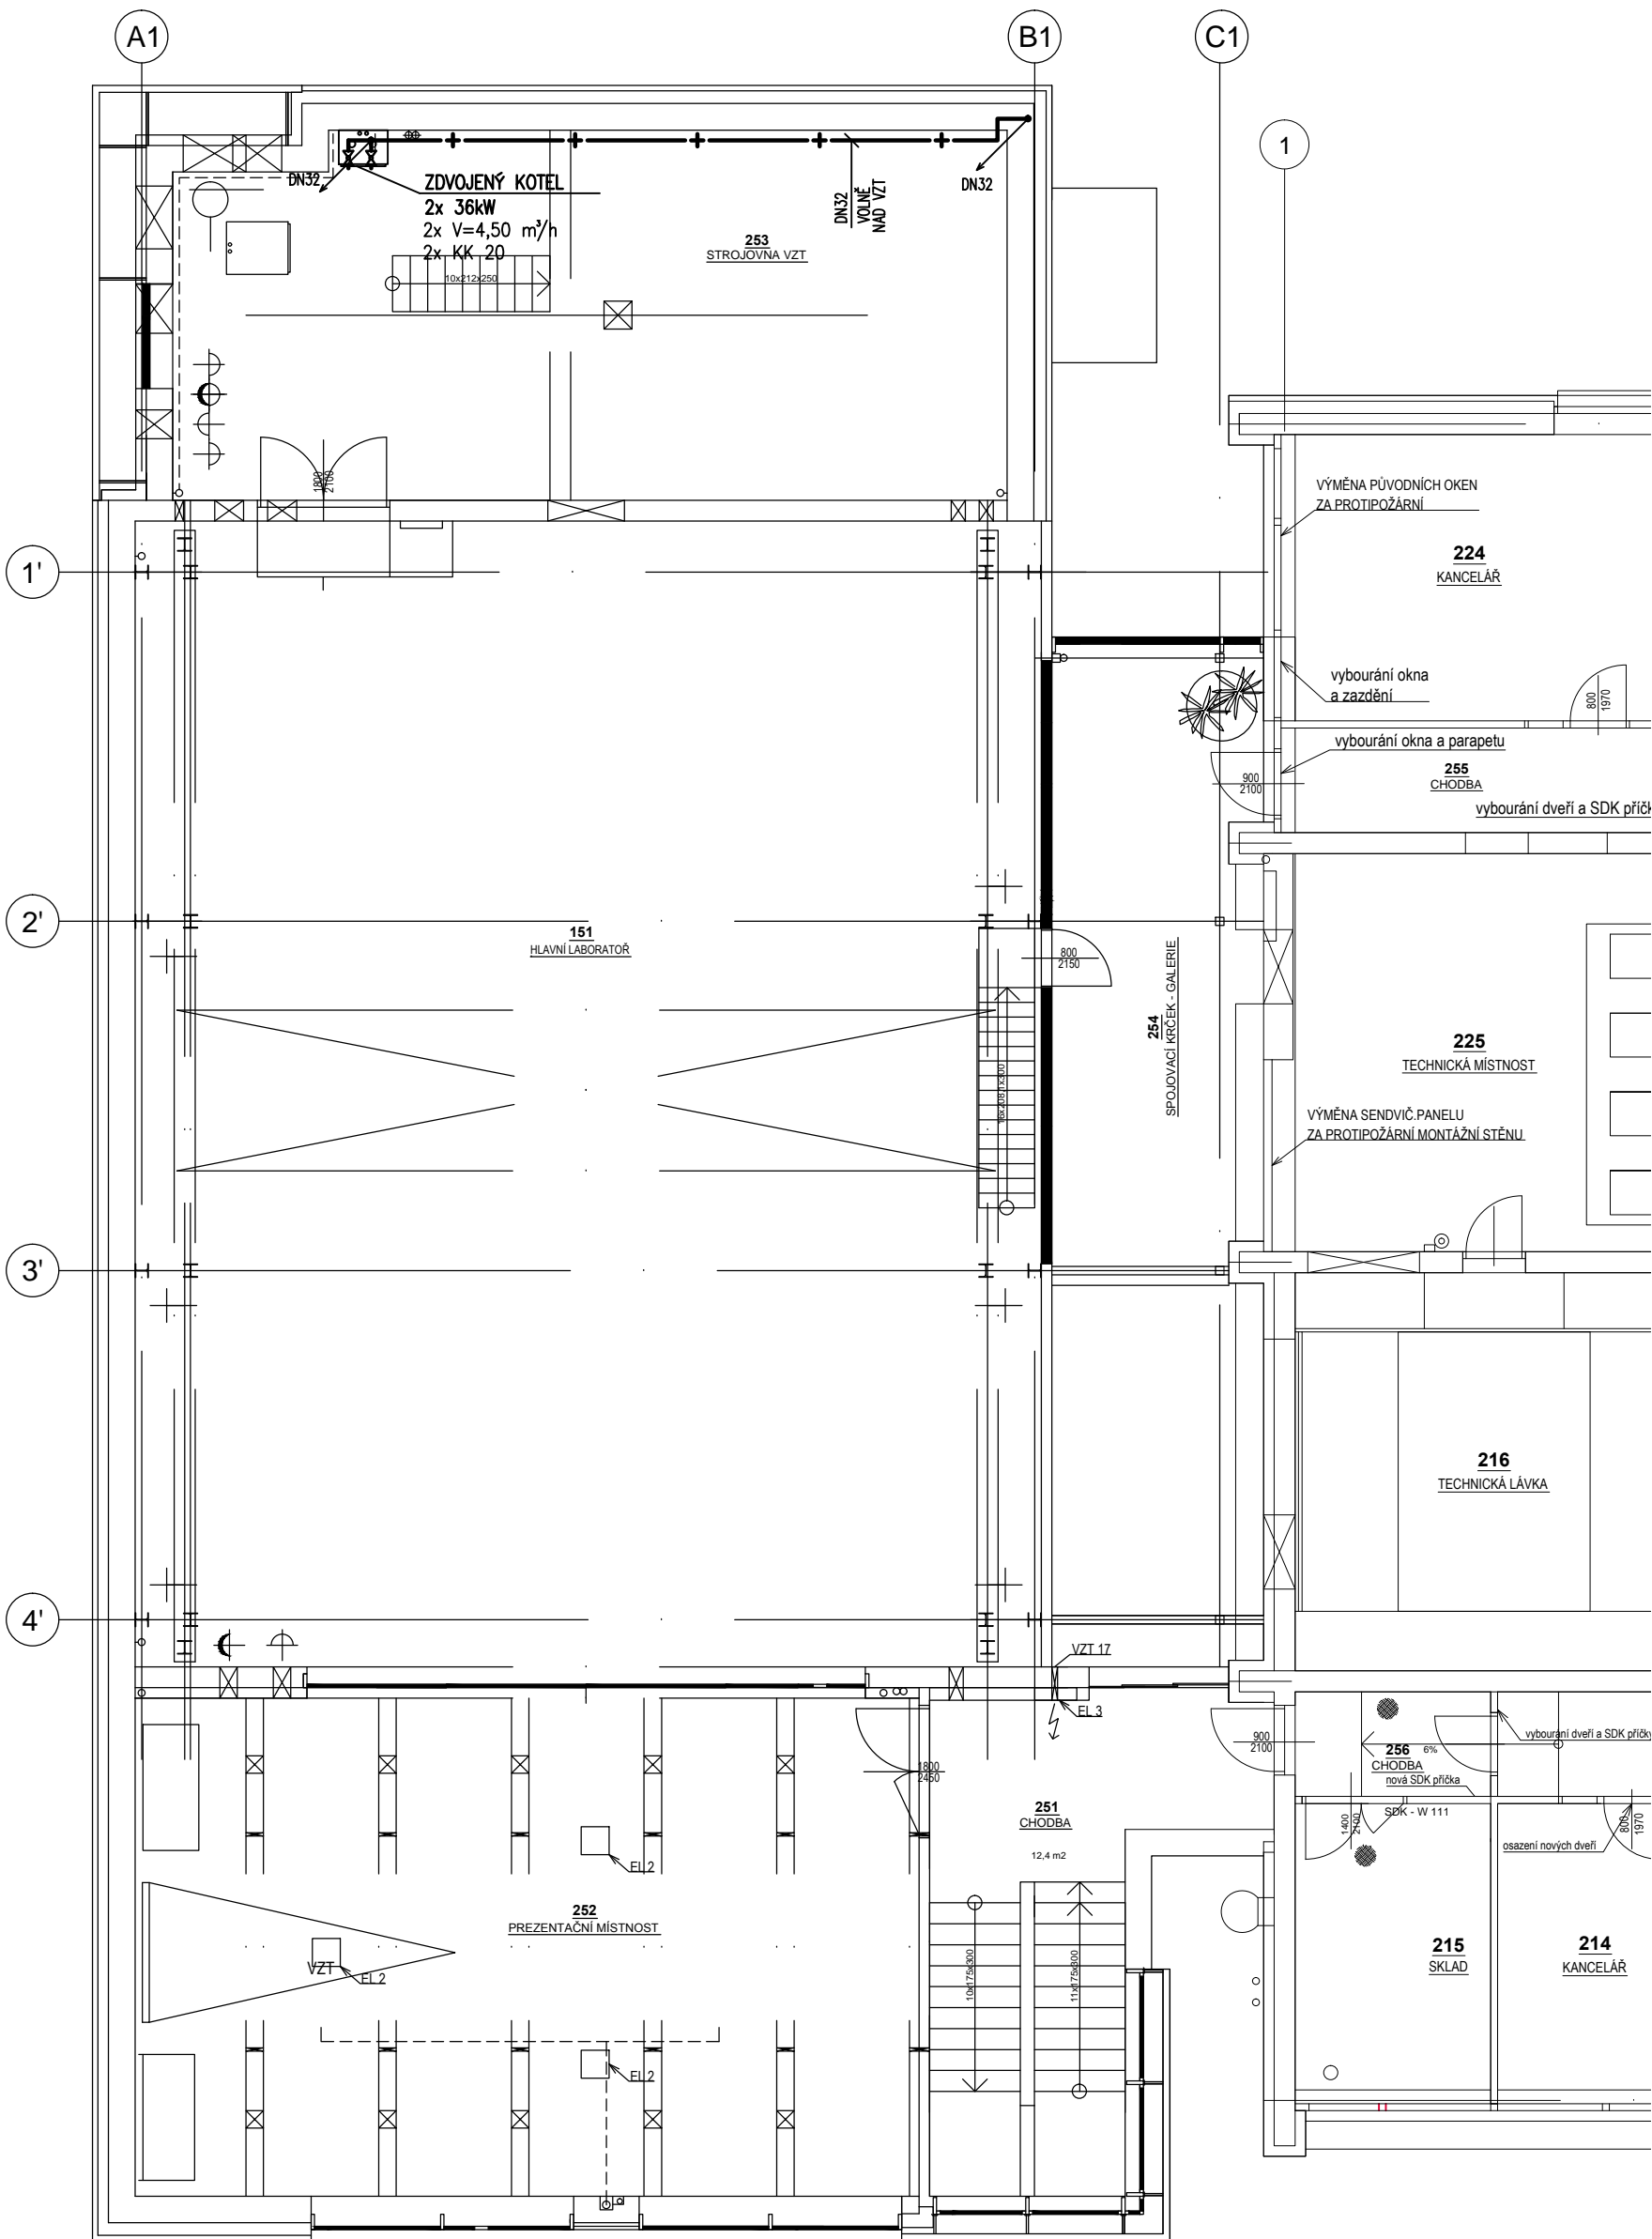 A1
B1
C1
1
DN32
ZDVOJENÝ KOTEL
2x 36kW
2x V=4,50 m³/h
2x KK 20
10x212x250
DN32
VOLNĚ
NAD VZT
DN32
253
STROJOVNA VZT
1800
2100
VÝMĚNA PŮVODNÍCH OKEN
ZA PROTIPOŽÁRNÍ
224
KANCELÁŘ
1'
vybourání okna
a zazdění
800
1970
vybourání okna a parapetu
255
CHODBA
900
2100
vybourání dveří a SDK příčk
2'
151
HLAVNÍ LABORATOŘ
800
2150
254
SPOJOVACÍ KRČEK - GALERIE
225
TECHNICKÁ MÍSTNOST
16x208,1x300
VÝMĚNA SENDVIČ.PANELU
ZA PROTIPOŽÁRNÍ MONTÁŽNÍ STĚNU
3'
216
TECHNICKÁ LÁVKA
4'
VZT 17
EL 3
900
2100
256
CHODBA
6%
vybourání dveří a SDK příčky
nová SDK příčka
SDK - W 111
1400
2100
800
1970
osazení nových dveří
1800
2450
251
CHODBA
12,4 m2
EL 2
252
PREZENTAČNÍ MÍSTNOST
VZT
EL 2
EL 2
10x175x300
11x175x300
215
SKLAD
214
KANCELÁŘ